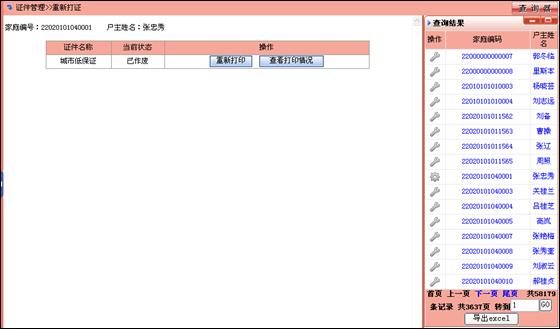 证件管理>>重新打证
查 询 器
家庭编号：22020101040001 户主姓名：张忠秀
证件名称 当前状态 操作
城市低保证 已作废 重新打印 查看打印情况
查询结果
操作 家庭编码 户主姓名
22000000000007 郭冬临
22000000000008 里斯本
22010101010003 杨晓芸
22010101010004 刘志远
22020101011562 刘备
22020101011563 曹操
22020101011564 张辽
22020101011565 周照
22020101040001 张忠秀
22020101040003 关桂兰
22020101040004 吕桂芝
22020101040005 高岚
22020101040007 张艳梅
22020101040008 张秀奎
22020101040009 刘淑云
22020101040010 郝桂贞
首页 上一页 下一页 尾页 共58179
条记录 共3637页 转到 1 GO
导出excel